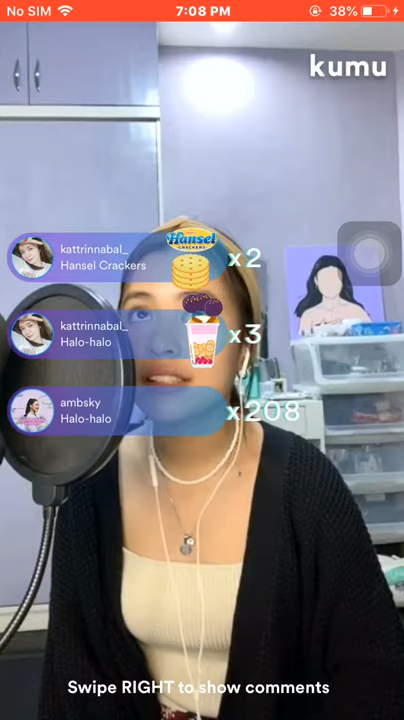 No SIM
7:08 PM
38%
kumu
kattrinnabal_
Hansel Crackers
Hansel
CRACKERS
x2
kattrinnabal_
Halo-halo
x3
ambsky
Halo-halo
x208
Swipe RIGHT to show comments